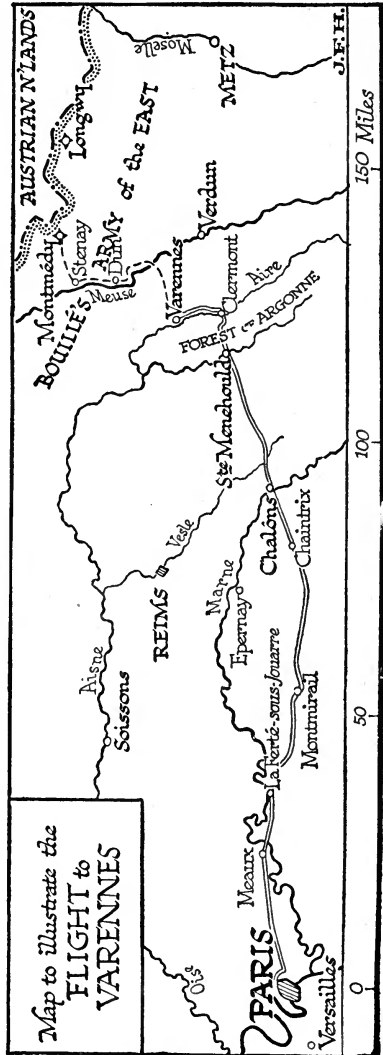 Map to illustrate the
FLIGHT to
VARENNES
AUSTRIAN N'LANDS
Longwy
Moselle
METZ
Montmédy
Stenay
BOUILLÉ'S ARMY of the EAST
Dun
Meuse
Verdun
Varennes
Clermont
Aire
FOREST OF ARGONNE
Ste Menehould
Aisne
Soissons
Vesle
REIMS
Marne
Epernay
Chalôns
Chaintrix
La Ferté-sous-Jouarre
Montmirail
Meaux
Oise
PARIS
Versailles
0
50
100
150 Miles
J.F.H.